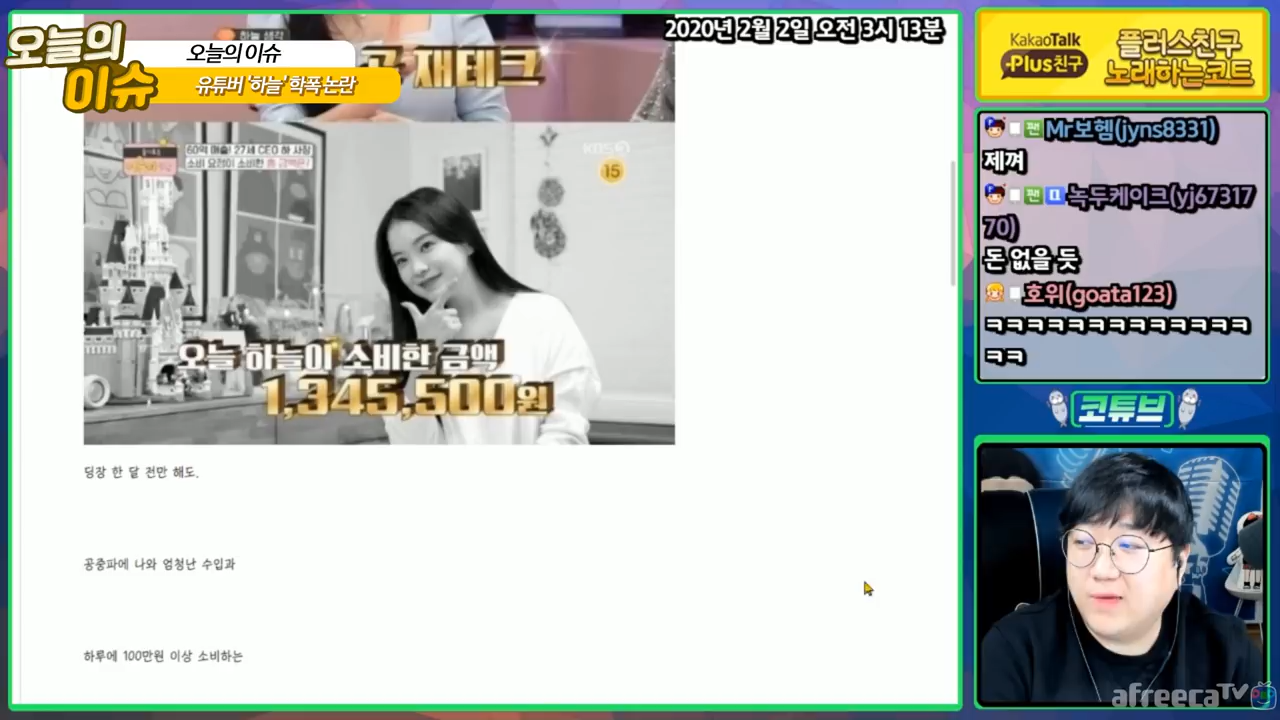 오늘의
이슈
오늘의 이슈
유튜버 '하늘' 학폭 논란
2020년 2월 2일 오전 3시 13분
하늘 생각
재테크
60억 매출! 27세 CEO 하 사장
소비 요정이 소비한 총 금액은!
15
오늘 하늘이 소비한 금액
1,345,500원
딩장 한 달 전만 해도.
공중파에 나와 엄청난 수입과
하루에 100만원 이상 소비하는
KakaoTalk
Plus친구
플러스친구
노래하는코트
팬 Mr보헴(jyns8331)
제껴
팬 녹두케이크(yj67317
70)
돈 없을 듯
호위(goata123)
ㅋㅋㅋㅋㅋㅋㅋㅋㅋㅋㅋㅋㅋ
ㅋㅋ
코튜브
afreecaTV